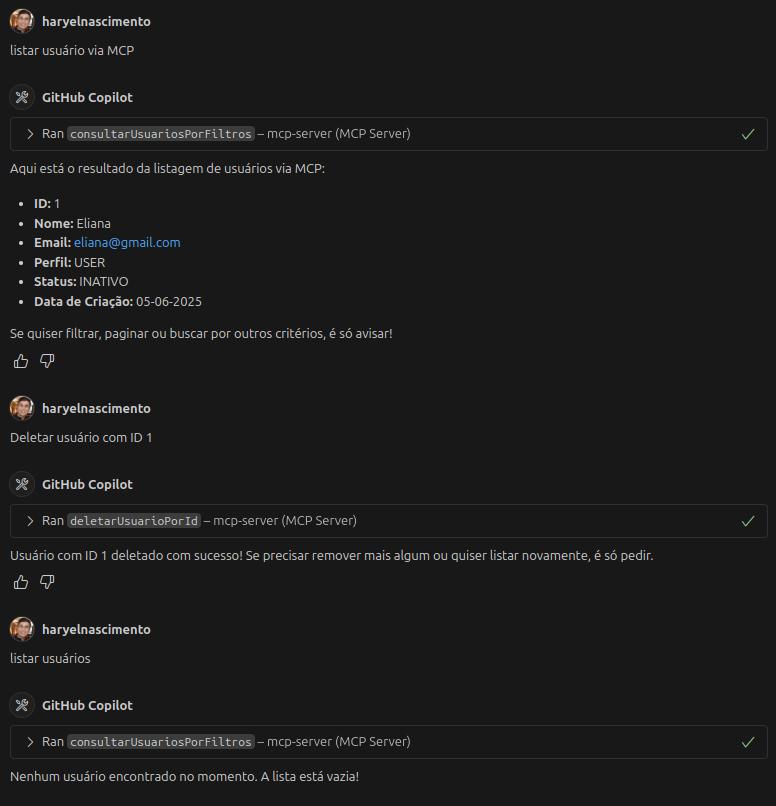 haryelnascimento
listar usuário via MCP
GitHub Copilot
Ran consultarUsuariosPorFiltros – mcp-server (MCP Server)
Aqui está o resultado da listagem de usuários via MCP:
• ID: 1
• Nome: Eliana
• Email: eliana@gmail.com
• Perfil: USER
• Status: INATIVO
• Data de Criação: 05-06-2025
Se quiser filtrar, paginar ou buscar por outros critérios, é só avisar!
haryelnascimento
Deletar usuário com ID 1
GitHub Copilot
Ran deletarUsuarioPorId – mcp-server (MCP Server)
Usuário com ID 1 deletado com sucesso! Se precisar remover mais algum ou quiser listar novamente, é só pedir.
haryelnascimento
listar usuários
GitHub Copilot
Ran consultarUsuariosPorFiltros – mcp-server (MCP Server)
Nenhum usuário encontrado no momento. A lista está vazia!